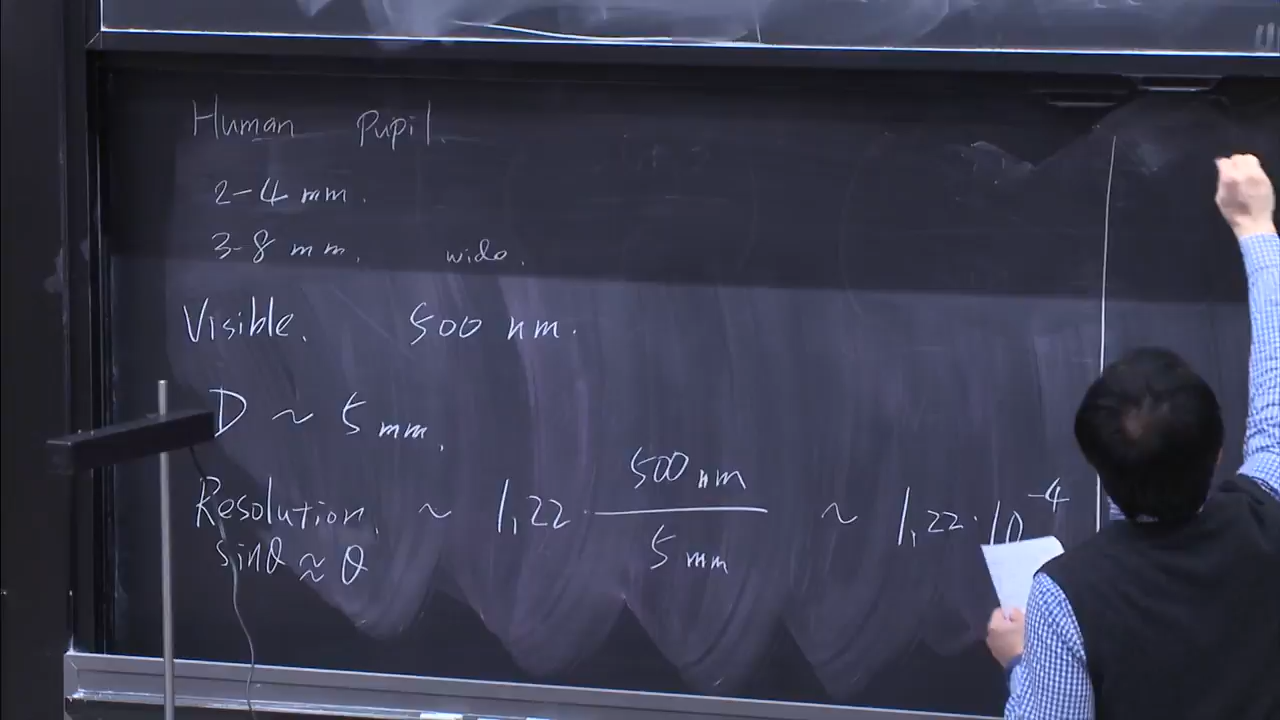 Human Pupil.
2-4 mm.
3-8 mm. wide.
Visible. 500 nm.
D ~ 5 mm.
Resolution. ~ 1,22 · 500 nm / 5 mm ~ 1,22 · 10^-4
sinθ ≈ θ